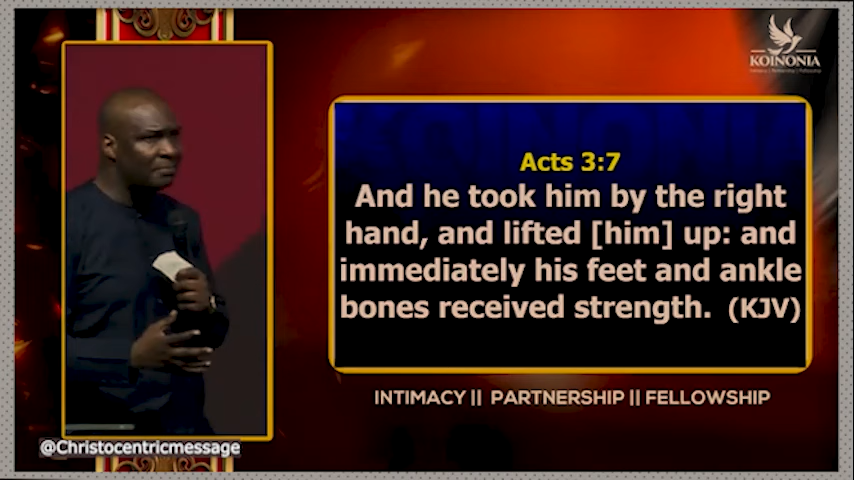 KOINONIA
Acts 3:7
And he took him by the right
hand, and lifted [him] up: and
immediately his feet and ankle
bones received strength. (KJV)
INTIMACY || PARTNERSHIP || FELLOWSHIP
@Christocentricmessage